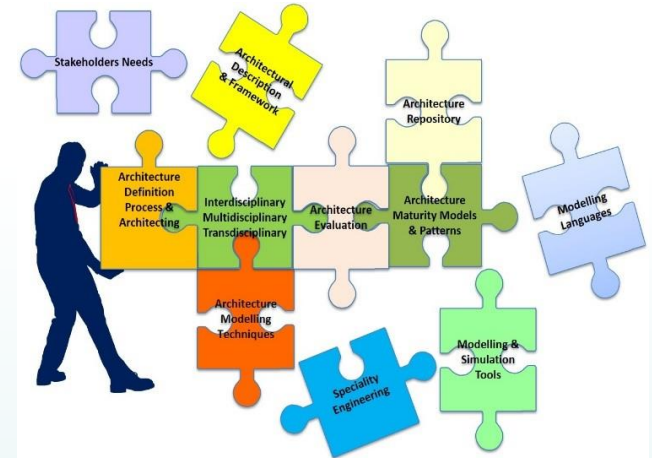 Stakeholders Needs
Architectural
Description
& Framework
Architecture
Repository
Architecture
Definition
Process &
Architecting
Interdisciplinary
Multidisciplinary
Transdisciplinary
Architecture
Evaluation
Architecture
Maturity Models
& Patterns
Modelling
Languages
Architecture
Modelling
Techniques
Speciality
Engineering
Modelling &
Simulation
Tools